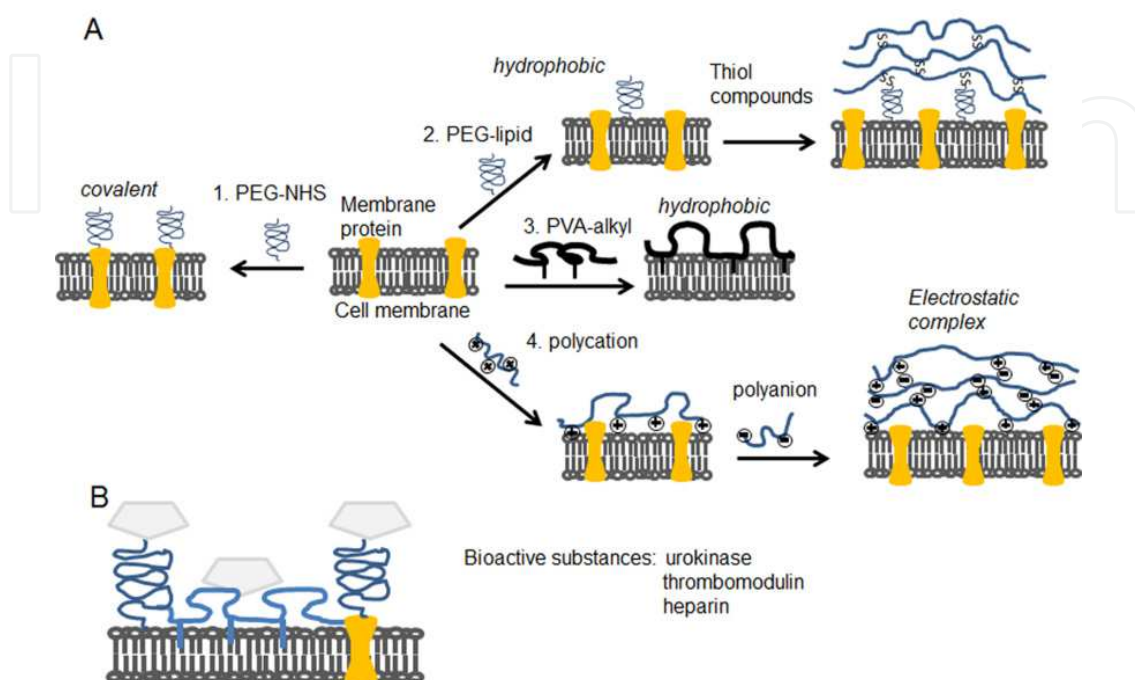 A
hydrophobic
Thiol
compounds
2. PEG-lipid
covalent
1. PEG-NHS
Membrane
protein
3. PVA-alkyl
hydrophobic
Cell membrane
Electrostatic
complex
4. polycation
polyanion
B
Bioactive substances: urokinase
thrombomodulin
heparin